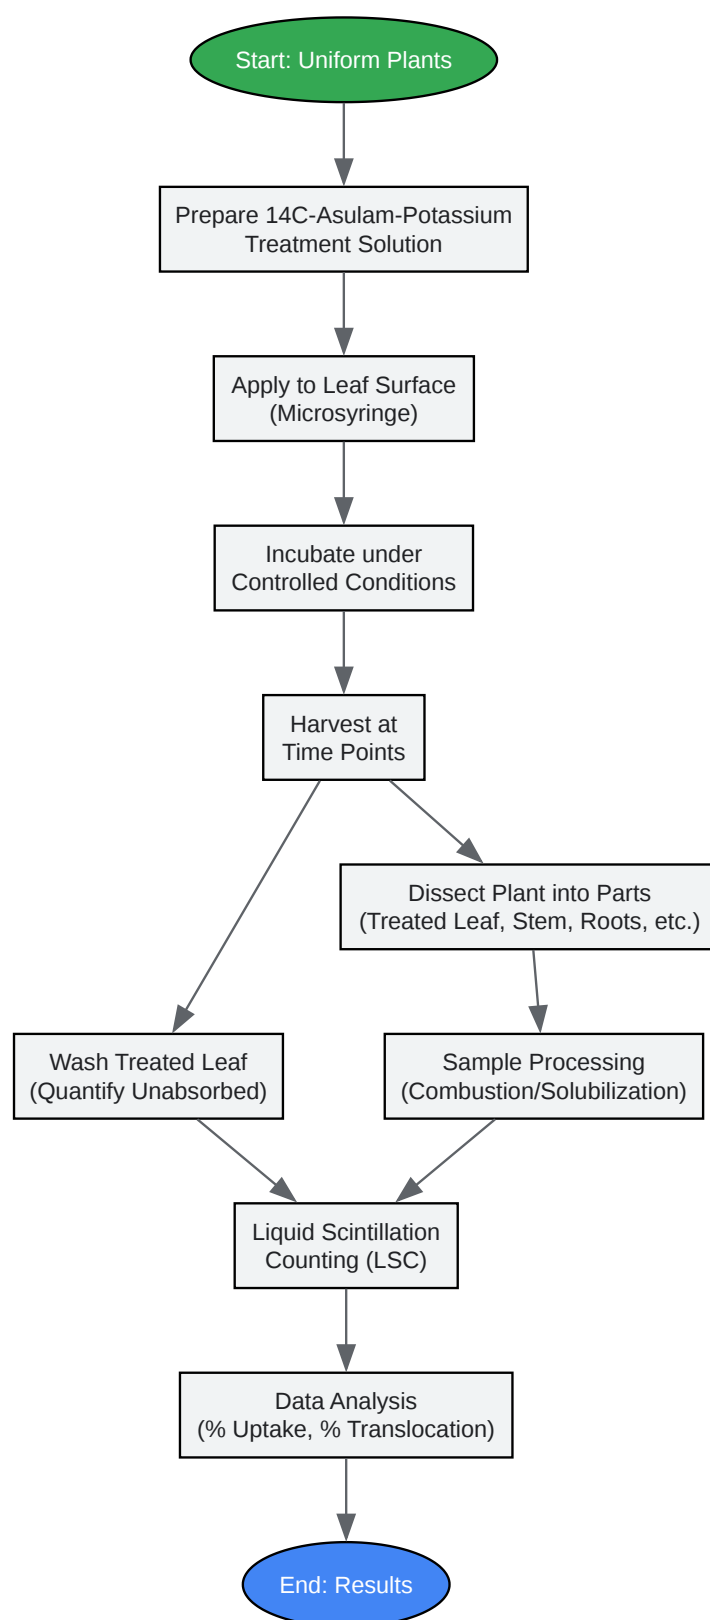 Start: Uniform Plants
Prepare 14C-Asulam-Potassium
Treatment Solution
Apply to Leaf Surface
(Microsyringe)
Incubate under
Controlled Conditions
Harvest at
Time Points
Dissect Plant into Parts
(Treated Leaf, Stem, Roots, etc.)
Wash Treated Leaf
(Quantify Unabsorbed)
Sample Processing
(Combustion/Solubilization)
Liquid Scintillation
Counting (LSC)
Data Analysis
(% Uptake, % Translocation)
End: Results